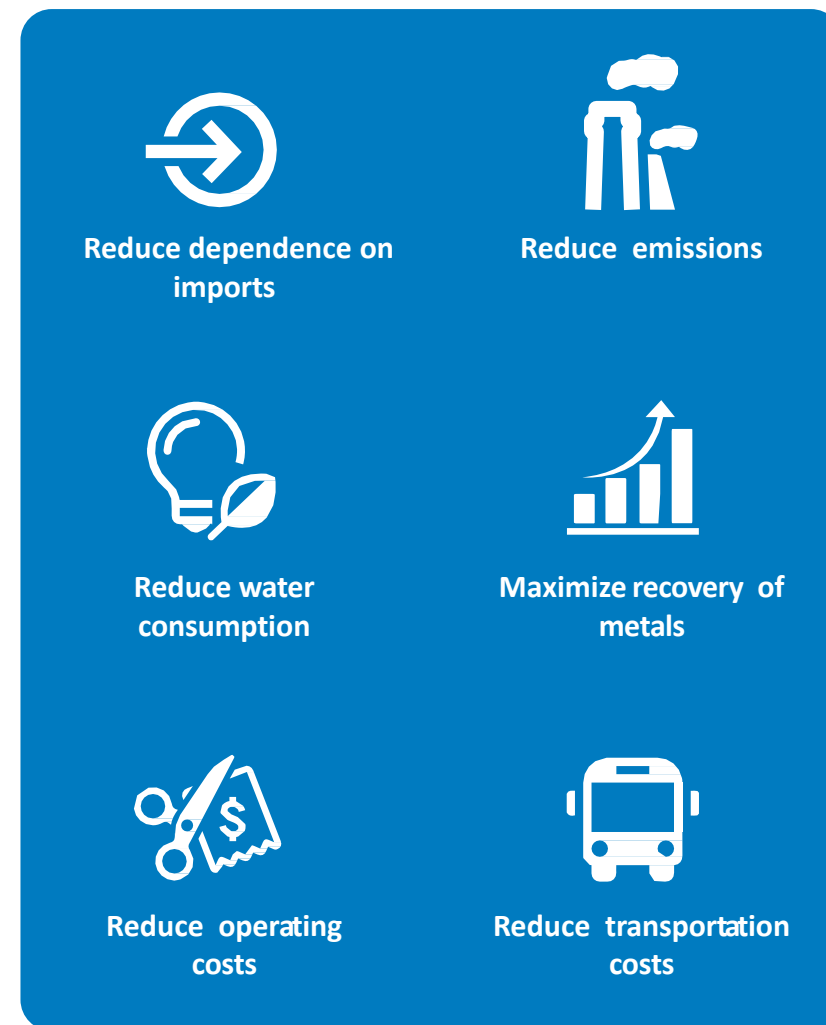 Reduce dependence on
imports
Reduce emissions
Reduce water
consumption
Maximize recovery of
metals
$
Reduce operating
costs
Reduce transportation
costs